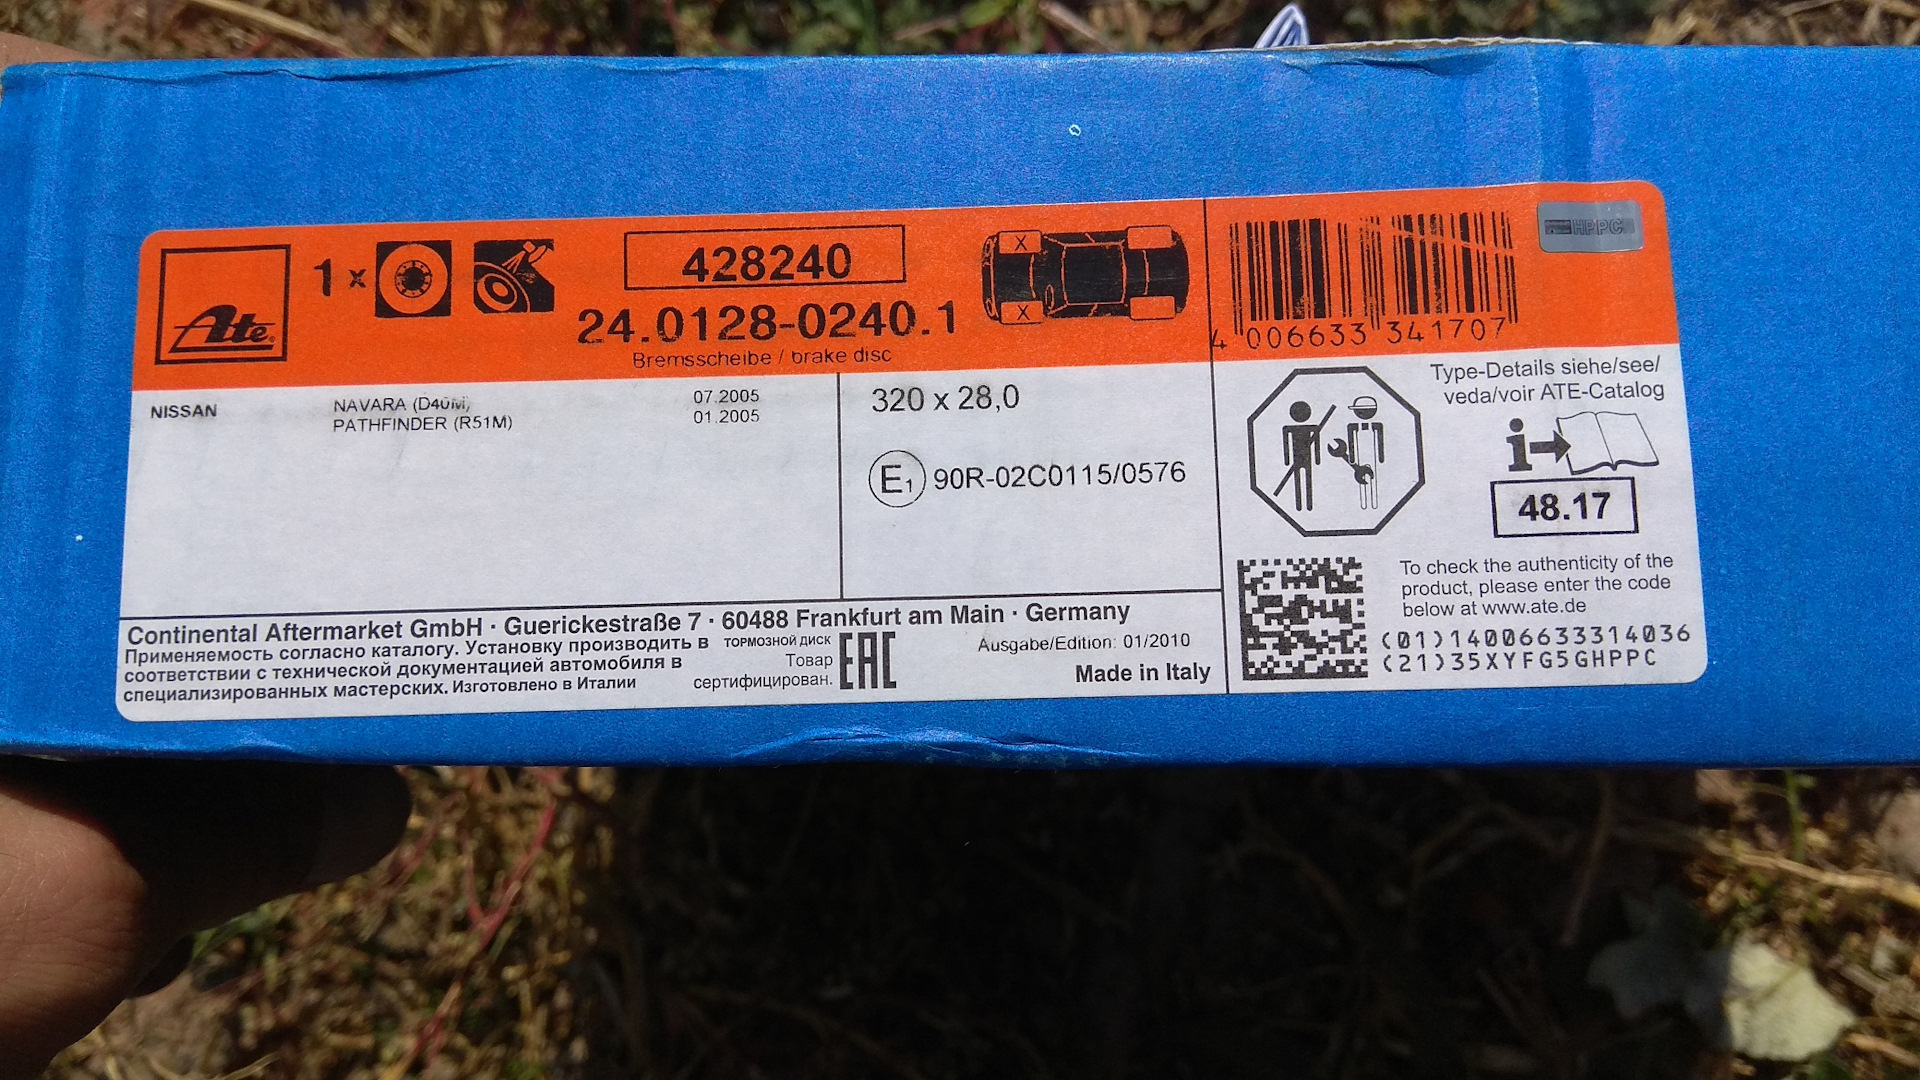 Ate
1 x
428240
24.0128-0240.1
Bremsscheibe / brake disc
X
X
4 006633 341707
HPPC
NISSAN
NAVARA (D40M)
07.2005
PATHFINDER (R51M)
01.2005
320 x 28,0
E1 90R-02C0115/0576
Type-Details siehe/see/
veda/voir ATE-Catalog
i
48.17
To check the authenticity of the
product, please enter the code
below at www.ate.de
(01)14006633314036
(21)35XYFG5GHPPC
Continental Aftermarket GmbH · Guerickestraße 7 · 60488 Frankfurt am Main · Germany
Применяемость согласно каталогу. Установку производить в
соответствии с технической документацией автомобиля в
специализированных мастерских. Изготовлено в Италии
ТОРМОЗНОЙ ДИСК
Товар
сертифицирован.
EAC
Ausgabe/Edition: 01/2010
Made in Italy